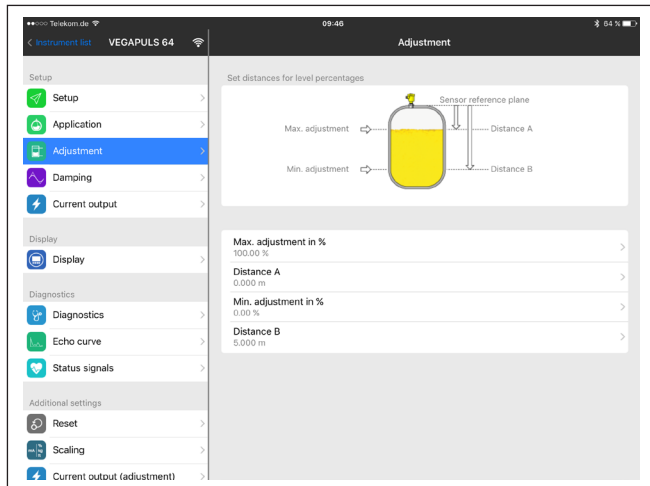 ●●○○○ Telekom.de 09:46 64 %
Instrument list VEGAPULS 64 Adjustment
Setup
Setup
Application
Adjustment
Damping
Current output
Display
Display
Diagnostics
Diagnostics
Echo curve
Status signals
Additional settings
Reset
Scaling
Current output (adjustment)
Set distances for level percentages
Sensor reference plane
Max. adjustment Distance A
Min. adjustment Distance B
Max. adjustment in %
100.00 %
Distance A
0.000 m
Min. adjustment in %
0.00 %
Distance B
5.000 m